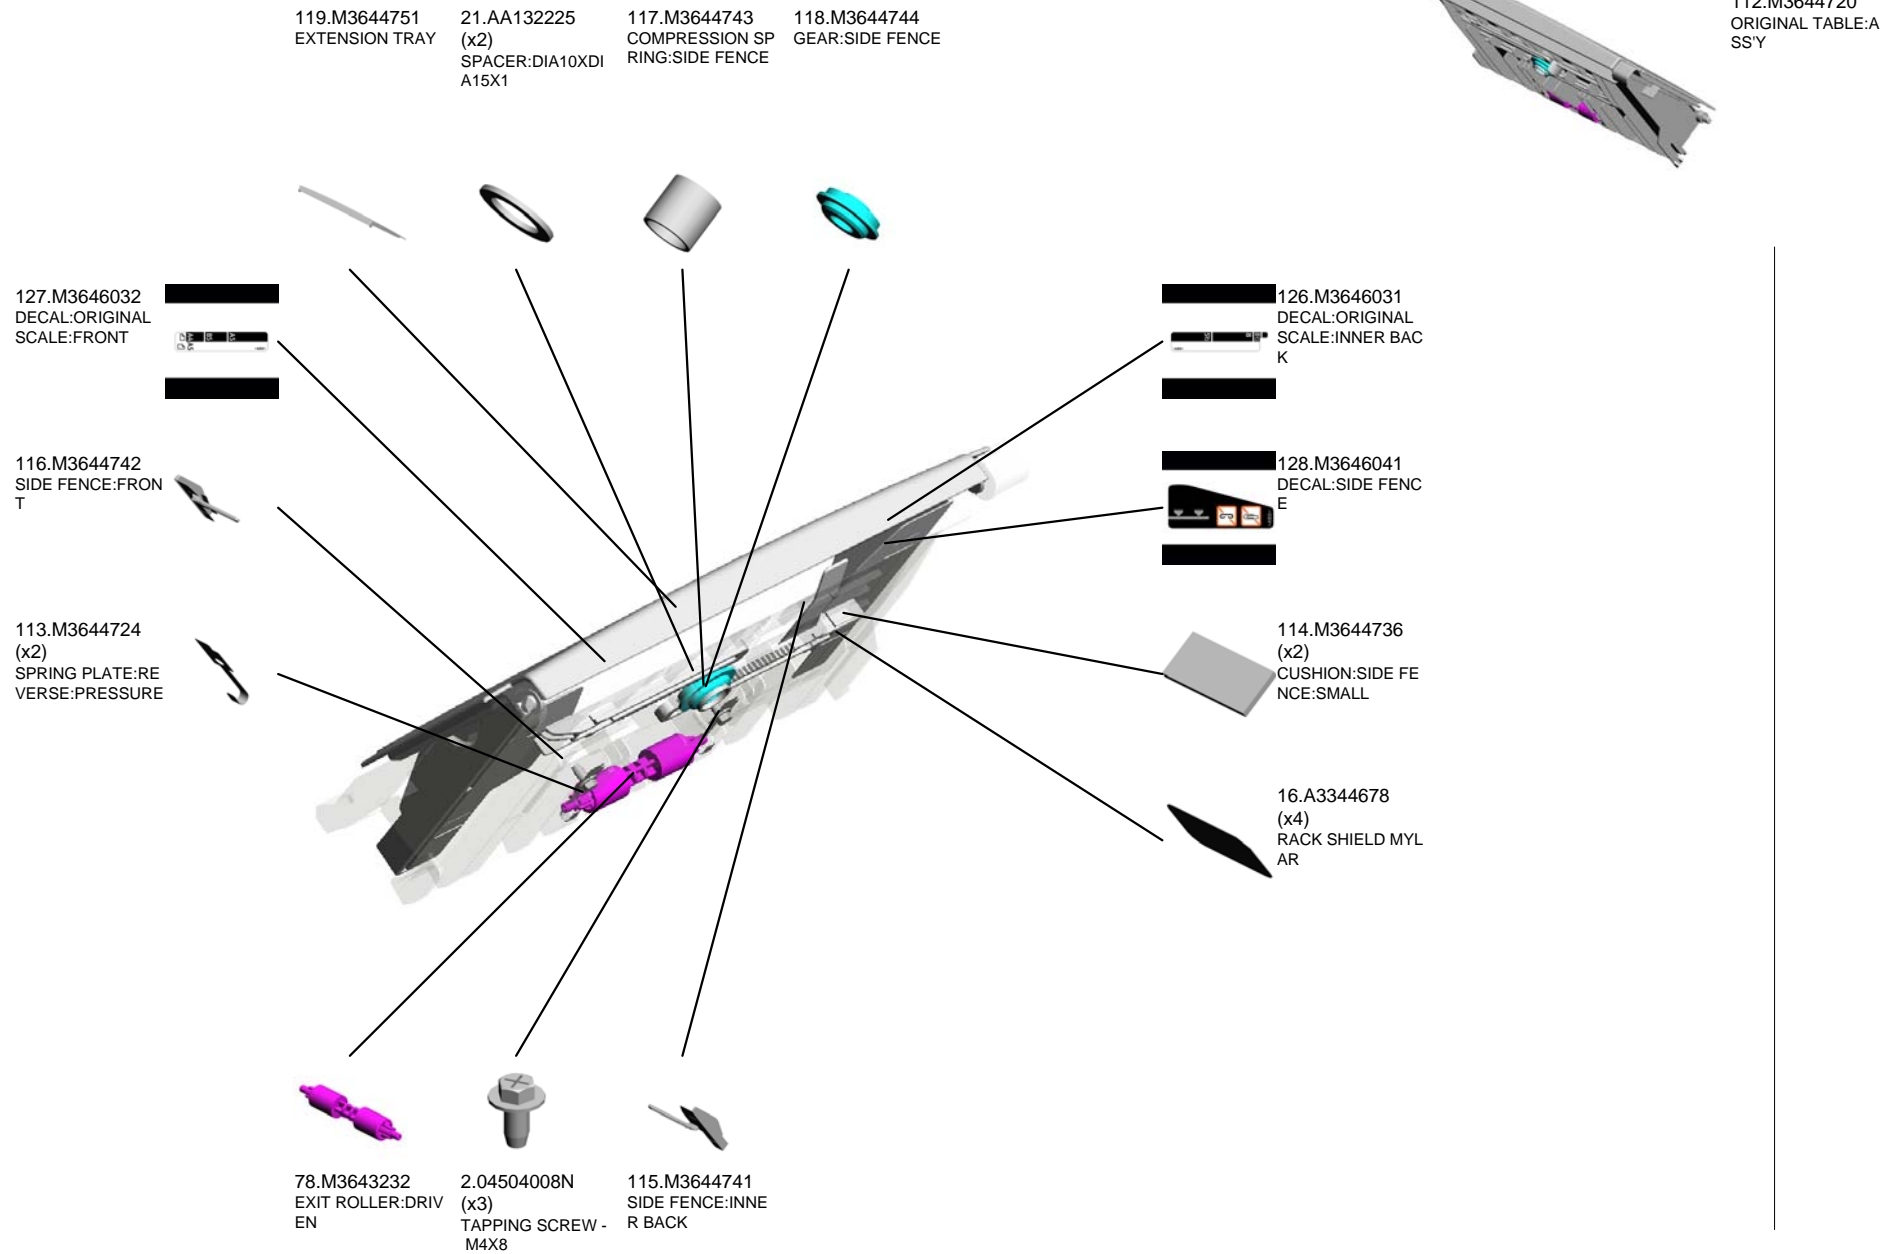 119.M3644751
EXTENSION TRAY
21.AA132225
(x2)
SPACER:DIA10XDI
A15X1
117.M3644743
COMPRESSION SP
RING:SIDE FENCE
118.M3644744
GEAR:SIDE FENCE
112.M3644720
ORIGINAL TABLE:A
SS'Y
127.M3646032
DECAL:ORIGINAL
SCALE:FRONT
126.M3646031
DECAL:ORIGINAL
SCALE:INNER BAC
K
116.M3644742
SIDE FENCE:FRON
T
128.M3646041
DECAL:SIDE FENC
E
113.M3644724
(x2)
SPRING PLATE:RE
VERSE:PRESSURE
114.M3644736
(x2)
CUSHION:SIDE FE
NCE:SMALL
16.A3344678
(x4)
RACK SHIELD MYL
AR
78.M3643232
EXIT ROLLER:DRIV
EN
2.04504008N
(x3)
TAPPING SCREW -
M4X8
115.M3644741
SIDE FENCE:INNE
R BACK